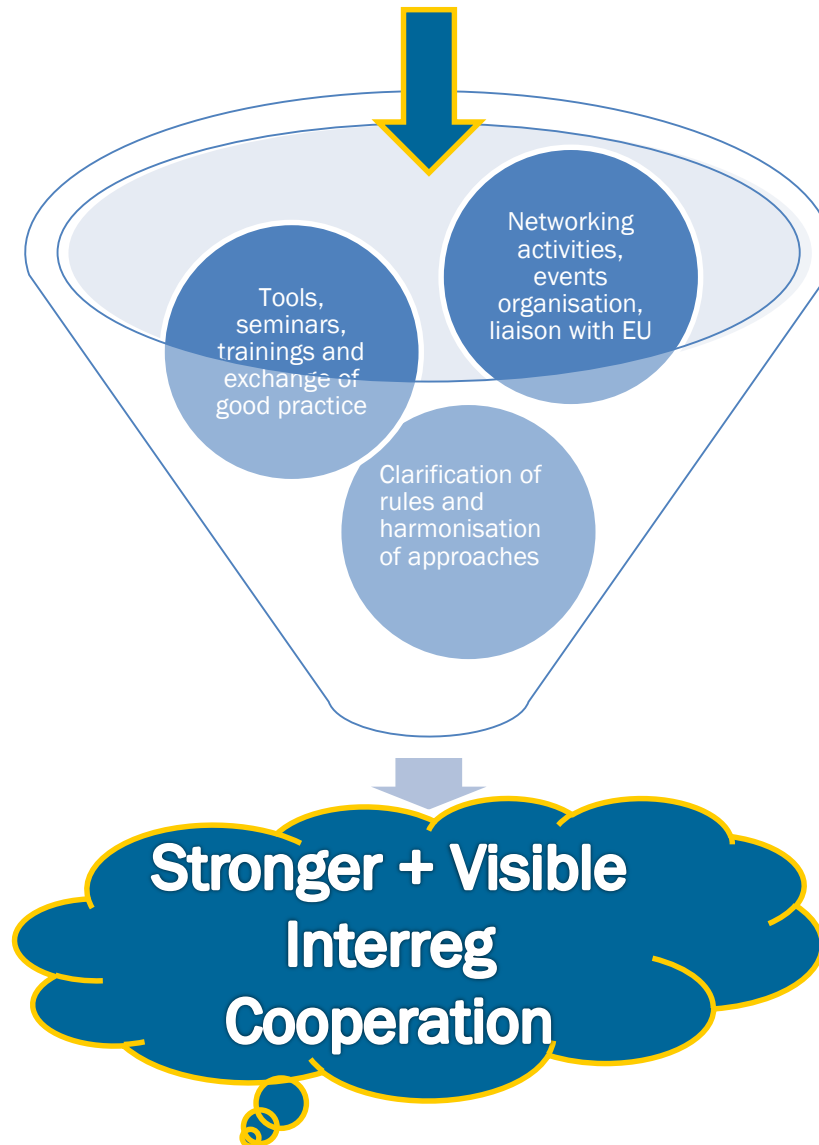 Networking
activities,
events
organisation,
liaison with EU
Tools,
seminars,
trainings and
exchange of
good practice
Clarification of
rules and
harmonisation
of approaches
Stronger + Visible
Interreg
Cooperation